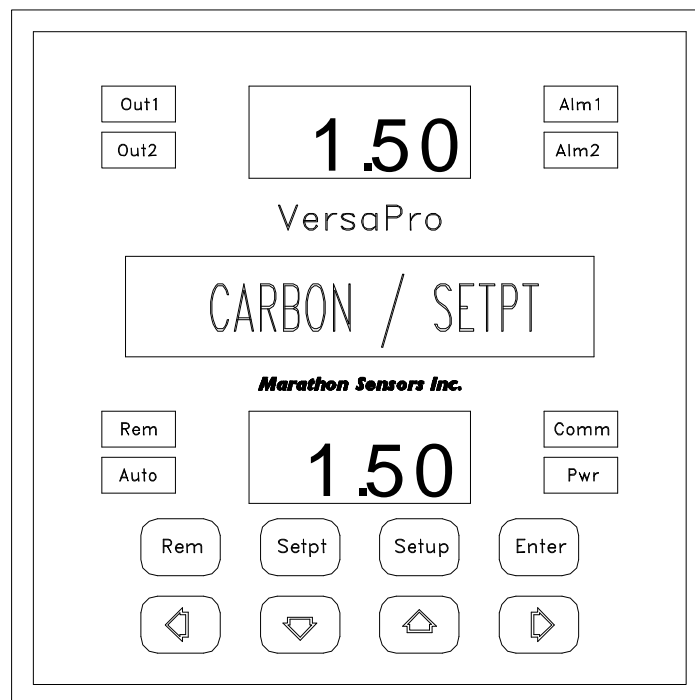 Out1
1.50
Alm1
Out2
Alm2
VersaPro
CARBON / SETPT
Marathon Sensors Inc.
Rem
1.50
Comm
Auto
Pwr
Rem Setpt Setup Enter